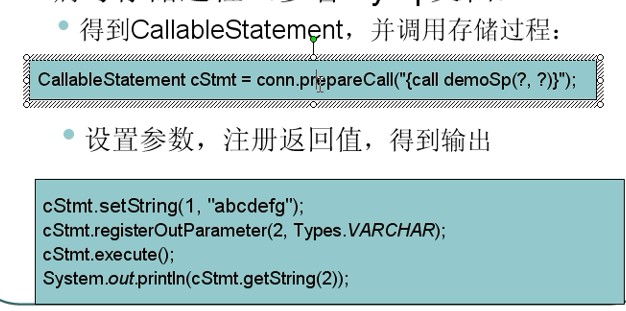 得到CallableStatement，并调用存储过程：
CallableStatement cStmt = conn.prepareCall("{call demoSp(?, ?)}");
设置参数，注册返回值，得到输出
cStmt.setString(1, "abcdefg");
cStmt.registerOutParameter(2, Types.VARCHAR);
cStmt.execute();
System.out.println(cStmt.getString(2));